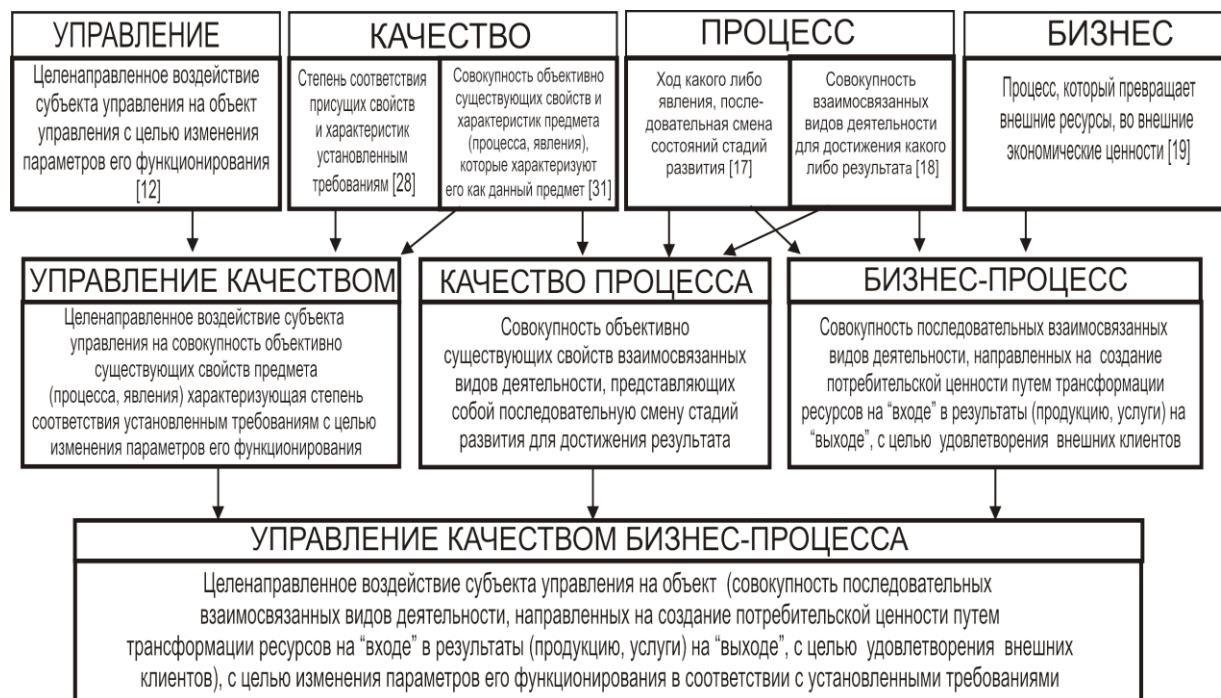 УПРАВЛЕНИЕ
Целенаправленное воздействие
субъекта управления на объект
управления с целью изменения
параметров его функционирования
[12]
КАЧЕСТВО
Степень соответствия
присущих свойств
и характеристик
установленным
требованиям [28]
Совокупность объективно
существующих свойств и
характеристик предмета
(процесса, явления),
которые характеризуют
его как данный предмет [31]
ПРОЦЕСС
Ход какого либо
явления, после-
довательная смена
состояний стадий
развития [17]
Совокупность
взаимосвязанных
видов деятельности
для достижения какого
либо результата [18]
БИЗНЕС
Процесс, который превращает
внешние ресурсы, во внешние
экономические ценности [19]
УПРАВЛЕНИЕ КАЧЕСТВОМ
Целенаправленное воздействие субъекта
управления на совокупность объективно
существующих свойств предмета
(процесса, явления) характеризующая степень
соответствия установленным требованиям с целью
изменения параметров его функционирования
КАЧЕСТВО ПРОЦЕССА
Совокупность объективно
существующих свойств взаимосвязанных
видов деятельности, представляющих
собой последовательную смену стадий
развития для достижения результата
БИЗНЕС-ПРОЦЕСС
Совокупность последовательных взаимосвязанных
видов деятельности, направленных на создание
потребительской ценности путем трансформации
ресурсов на “входе” в результаты (продукцию, услуги) на
“выходе”, с целью удовлетворения внешних клиентов
УПРАВЛЕНИЕ КАЧЕСТВОМ БИЗНЕС-ПРОЦЕССА
Целенаправленное воздействие субъекта управления на объект (совокупность последовательных
взаимосвязанных видов деятельности, направленных на создание потребительской ценности путем
трансформации ресурсов на “входе” в результаты (продукцию, услуги) на “выходе”, с целью удовлетворения внешних
клиентов), с целью изменения параметров его функционирования в соответствии с установленными требованиями